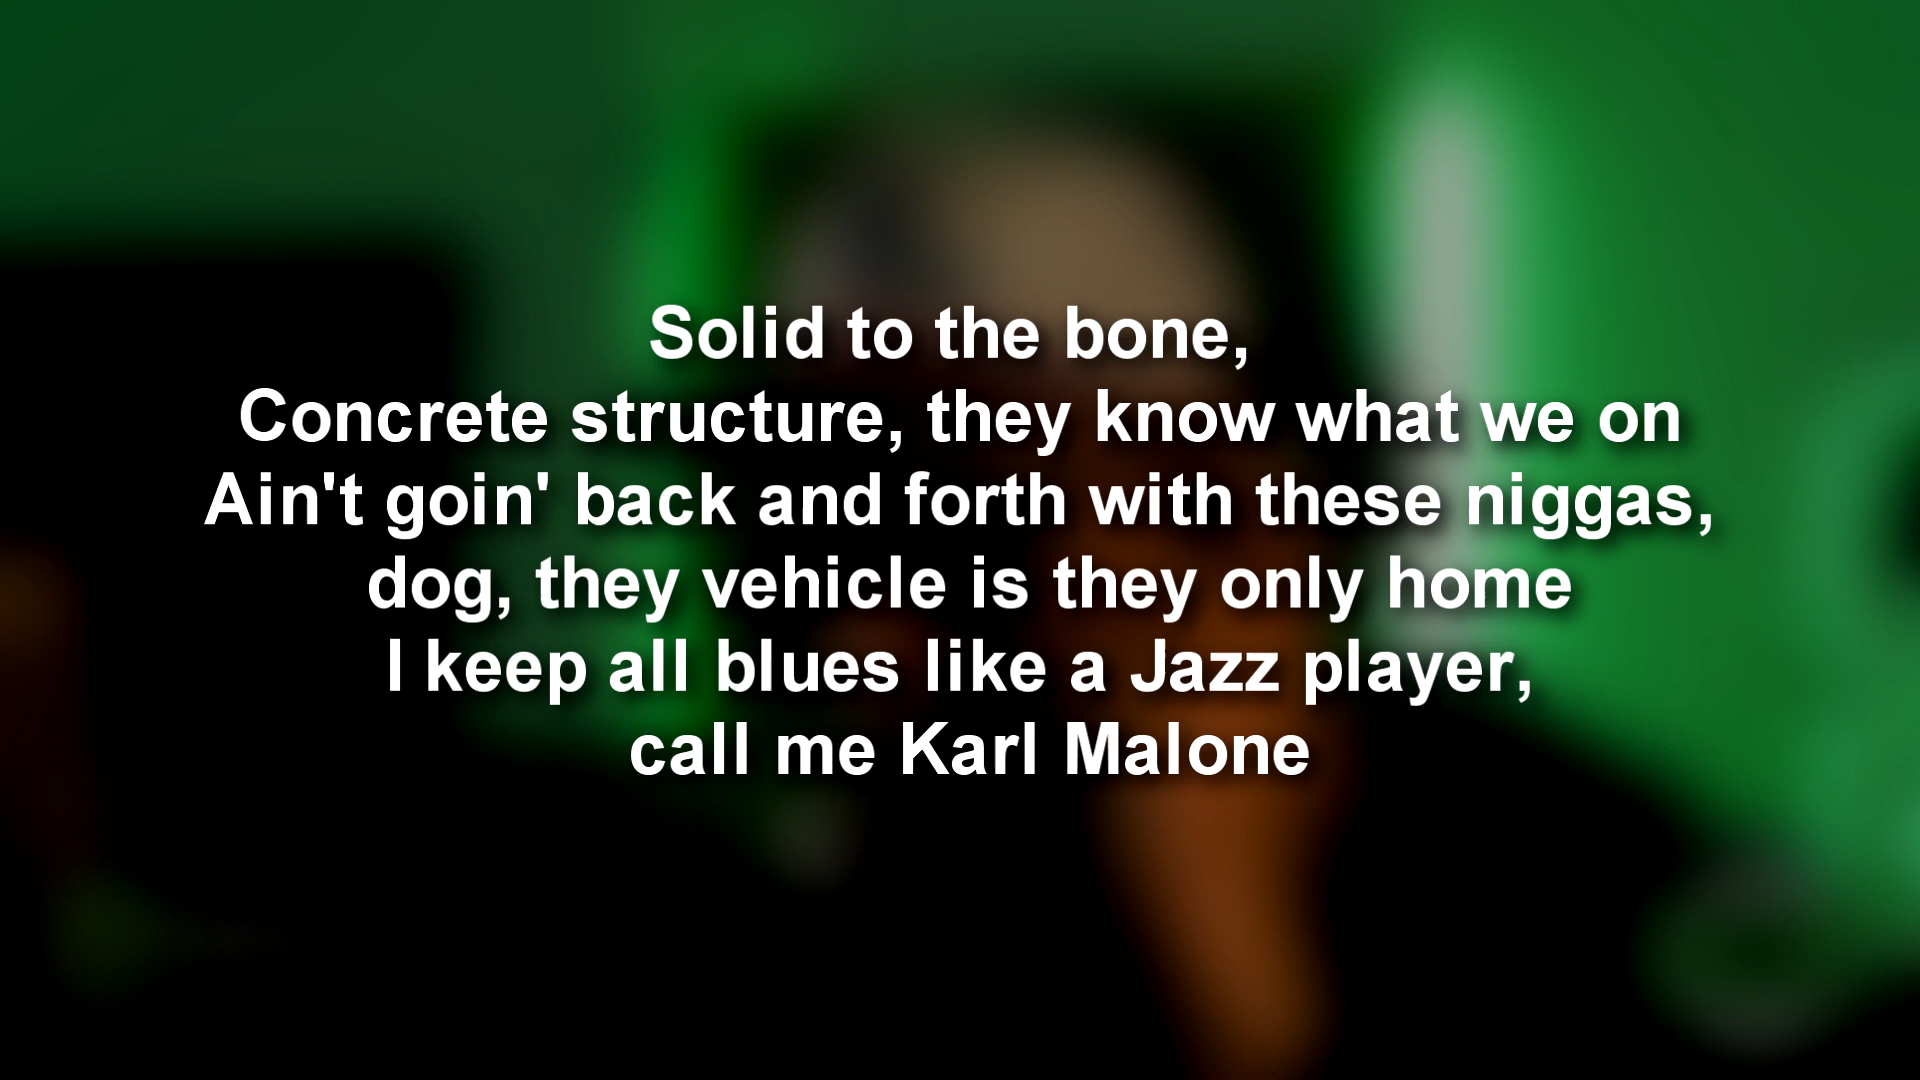 Solid to the bone,
Concrete structure, they know what we on
Ain't goin' back and forth with these niggas,
dog, they vehicle is they only home
I keep all blues like a Jazz player,
call me Karl Malone